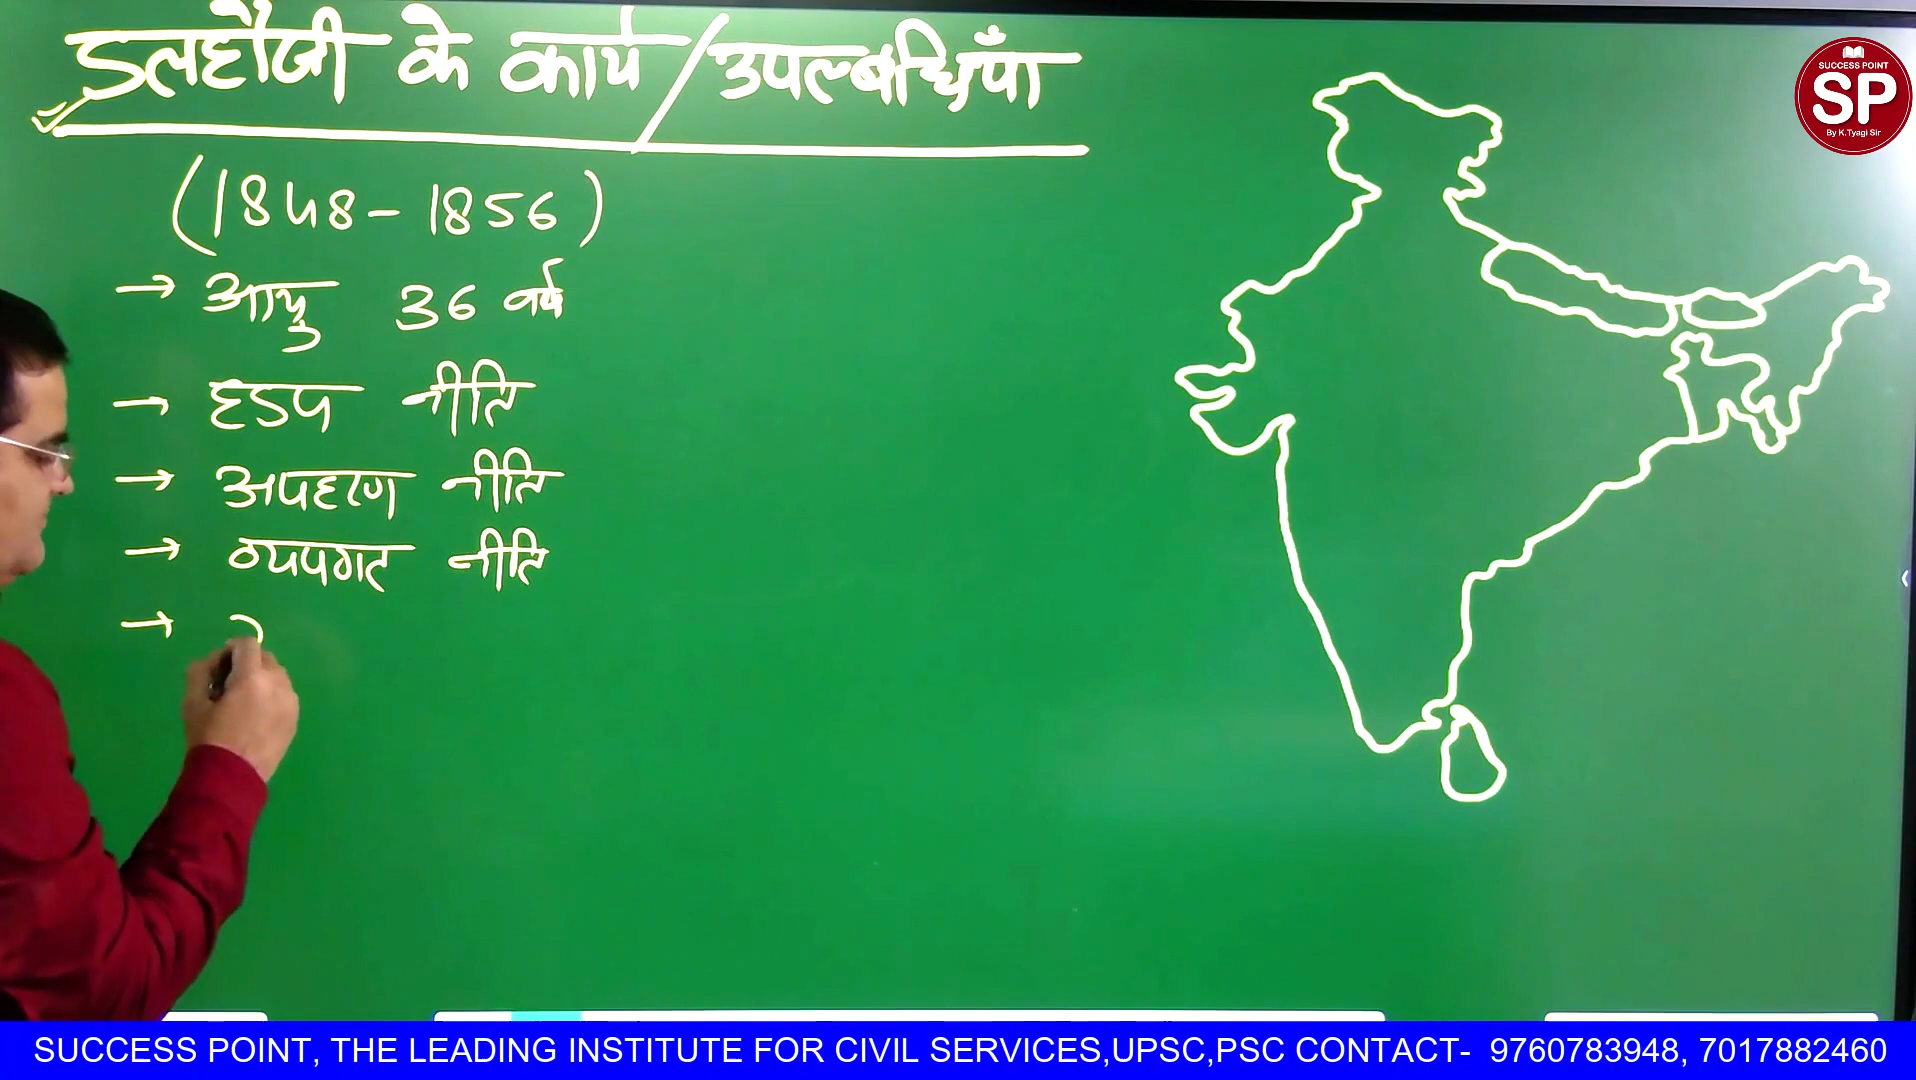 डलहौजी के कार्य/उपलब्धियाँ
(1848-1856)
→ आयु 36 वर्ष
→ हडप नीति
→ अपहरण नीति
→ व्यपगत नीति
→
SUCCESS POINT
SP
By K.Tyagi Sir
SUCCESS POINT, THE LEADING INSTITUTE FOR CIVIL SERVICES,UPSC,PSC CONTACT- 9760783948, 7017882460